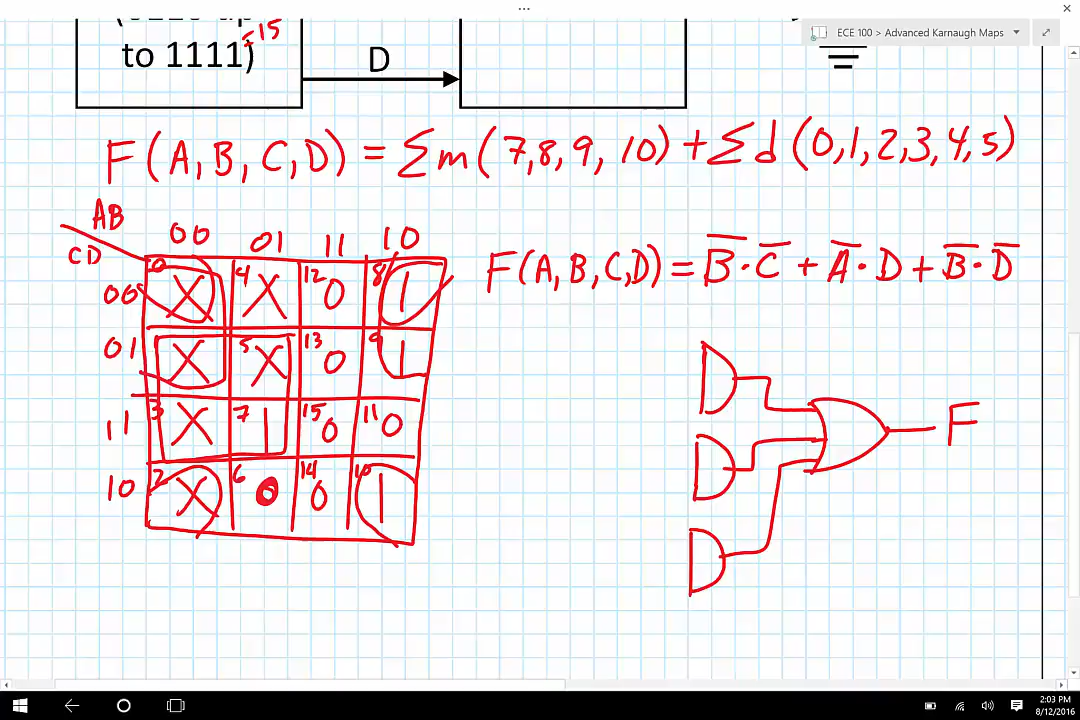 ...
ECE 100 > Advanced Karnaugh Maps
=15
to 1111)
D
F(A,B,C,D) = Σm(7,8,9,10) + Σd(0,1,2,3,4,5)
AB
CD
00 01 11 10
00 0 X 4 X 12 0 8 1
01 X 5 X 13 0 9 1
11 3 X 7 1 15 0 11 0
10 2 X 6 0 14 0 10 1
F(A,B,C,D) = B̅·C̅ + A̅·D + B̅·D̅
F
2:03 PM
8/12/2016